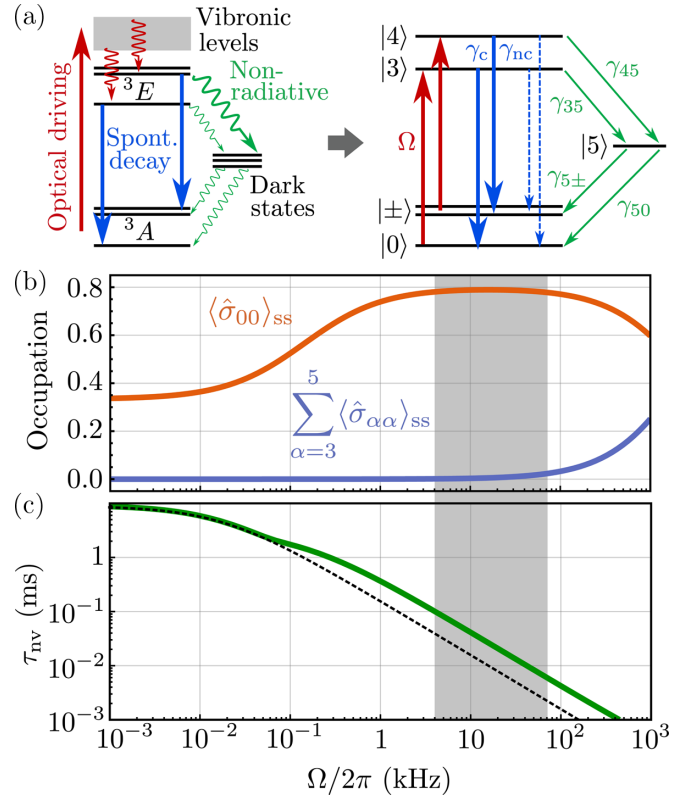 (a)
Vibronic
levels
Optical driving
³E
Non-
radiative
Spont.
decay
Dark
states
³A
|4⟩
|3⟩
γc
γnc
γ45
γ35
Ω
|5⟩
|±⟩
γ5±
|0⟩
γ50
(b)
Occupation
0.8
0.6
0.4
0.2
0.0
⟨σ̂00⟩ss
5
∑ ⟨σ̂αα⟩ss
α=3
(c)
τnv (ms)
1
10⁻¹
10⁻²
10⁻³
10⁻³ 10⁻² 10⁻¹ 1 10¹ 10² 10³
Ω/2π (kHz)